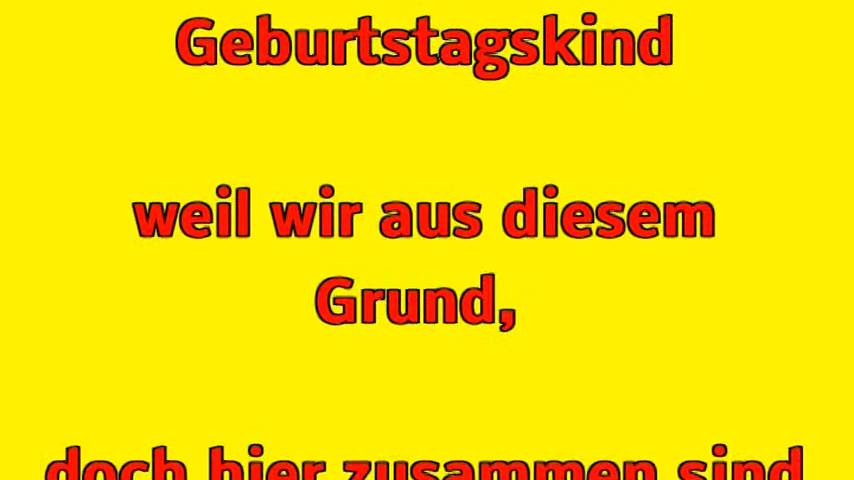 Geburtstagskind
weil wir aus diesem
Grund,
doch hier zusammen sind